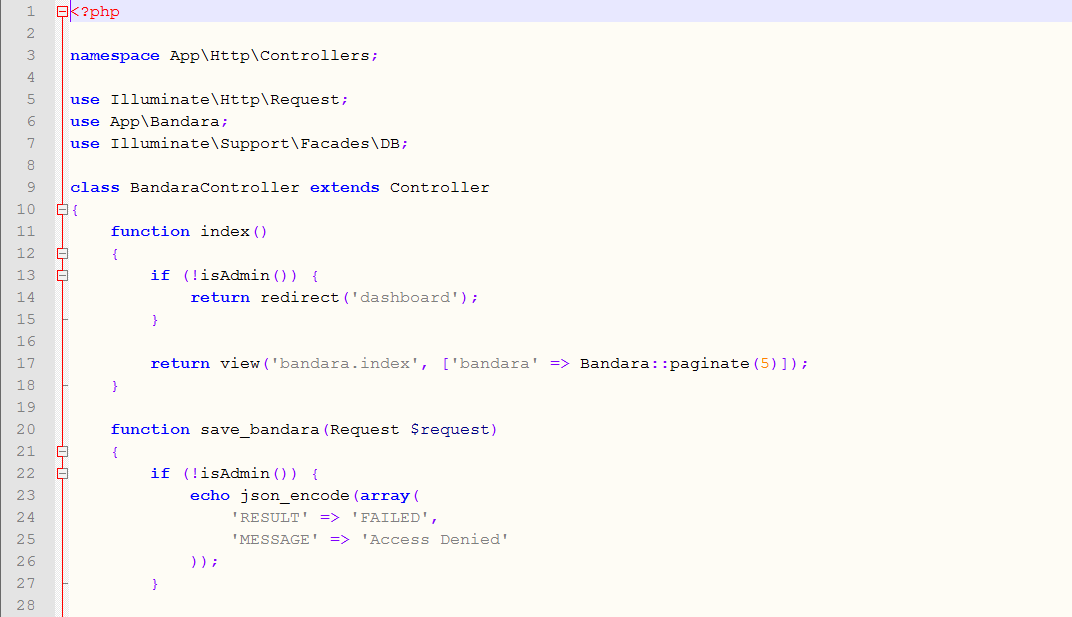 1 <?php
2
3 namespace App\Http\Controllers;
4
5 use Illuminate\Http\Request;
6 use App\Bandara;
7 use Illuminate\Support\Facades\DB;
8
9 class BandaraController extends Controller
10 {
11     function index()
12     {
13         if (!isAdmin()) {
14             return redirect('dashboard');
15         }
16
17         return view('bandara.index', ['bandara' => Bandara::paginate(5)]);
18     }
19
20     function save_bandara(Request $request)
21     {
22         if (!isAdmin()) {
23             echo json_encode(array(
24                 'RESULT' => 'FAILED',
25                 'MESSAGE' => 'Access Denied'
26             ));
27         }
28